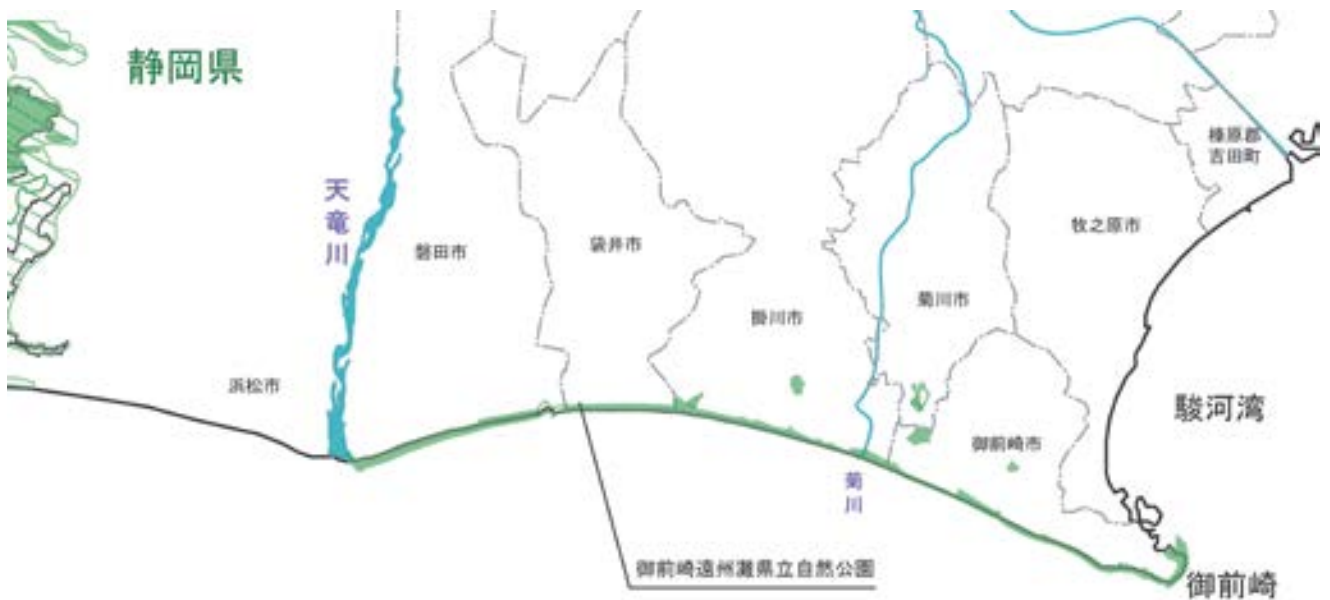 静岡県
天竜川
榛原郡
吉田町
牧之原市
磐田市
袋井市
菊川市
掛川市
浜松市
駿河湾
御前崎市
菊川
御前崎遠州灘県立自然公園
御前崎